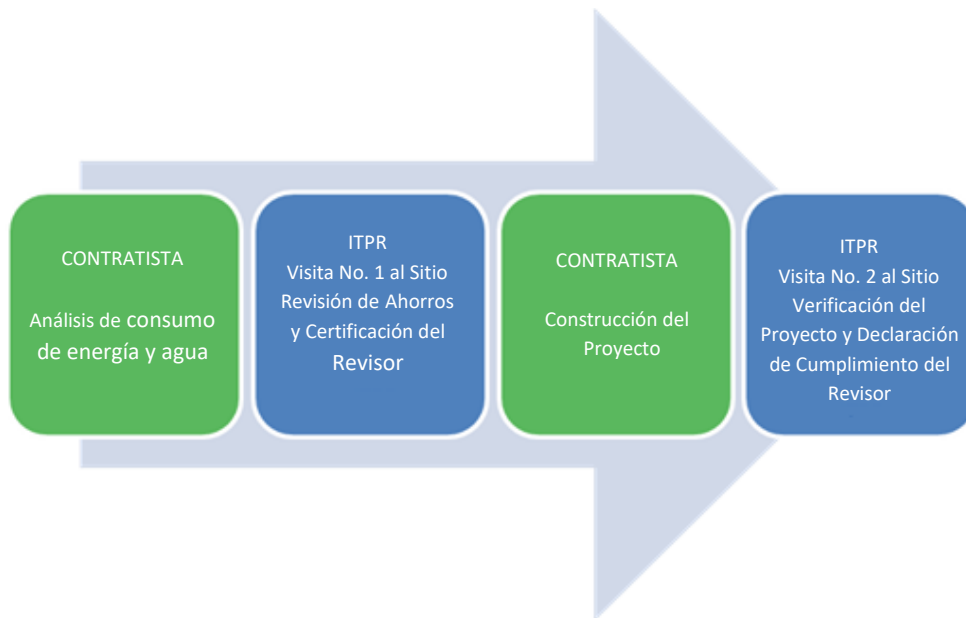 CONTRATISTA
Análisis de consumo
de energía y agua
ITPR
Visita No. 1 al Sitio
Revisión de Ahorros
y Certificación del
Revisor
CONTRATISTA
Construcción del
Proyecto
ITPR
Visita No. 2 al Sitio
Verificación del
Proyecto y Declaración
de Cumplimiento del
Revisor